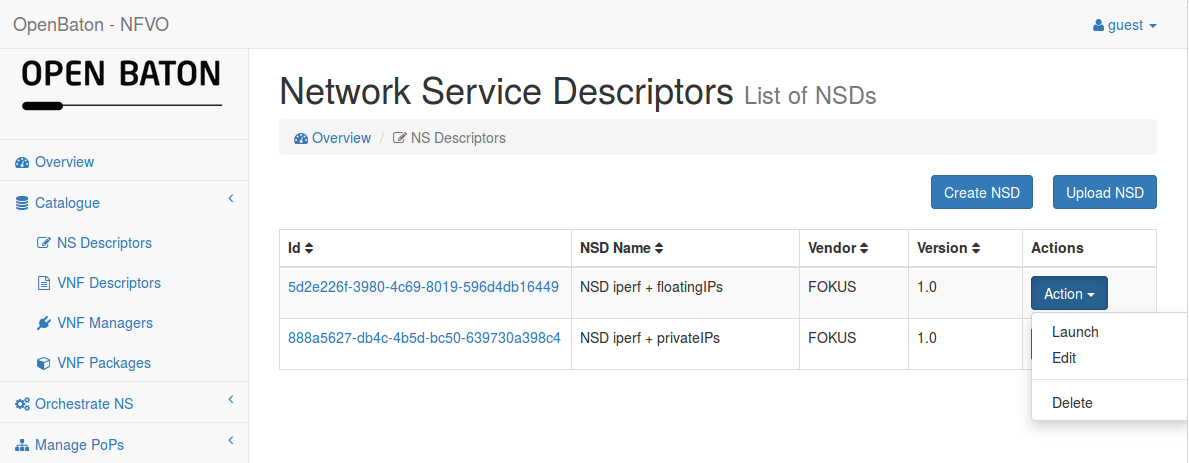 OpenBaton - NFVO
guest
OPEN BATON
Overview
Catalogue
NS Descriptors
VNF Descriptors
VNF Managers
VNF Packages
Orchestrate NS
Manage PoPs
Network Service Descriptors List of NSDs
Overview / NS Descriptors
Create NSD Upload NSD
Id NSD Name Vendor Version Actions
5d2e226f-3980-4c69-8019-596d4db16449 NSD iperf + floatingIPs FOKUS 1.0 Action
888a5627-db4c-4b5d-bc50-639730a398c4 NSD iperf + privateIPs FOKUS 1.0
Launch
Edit
Delete